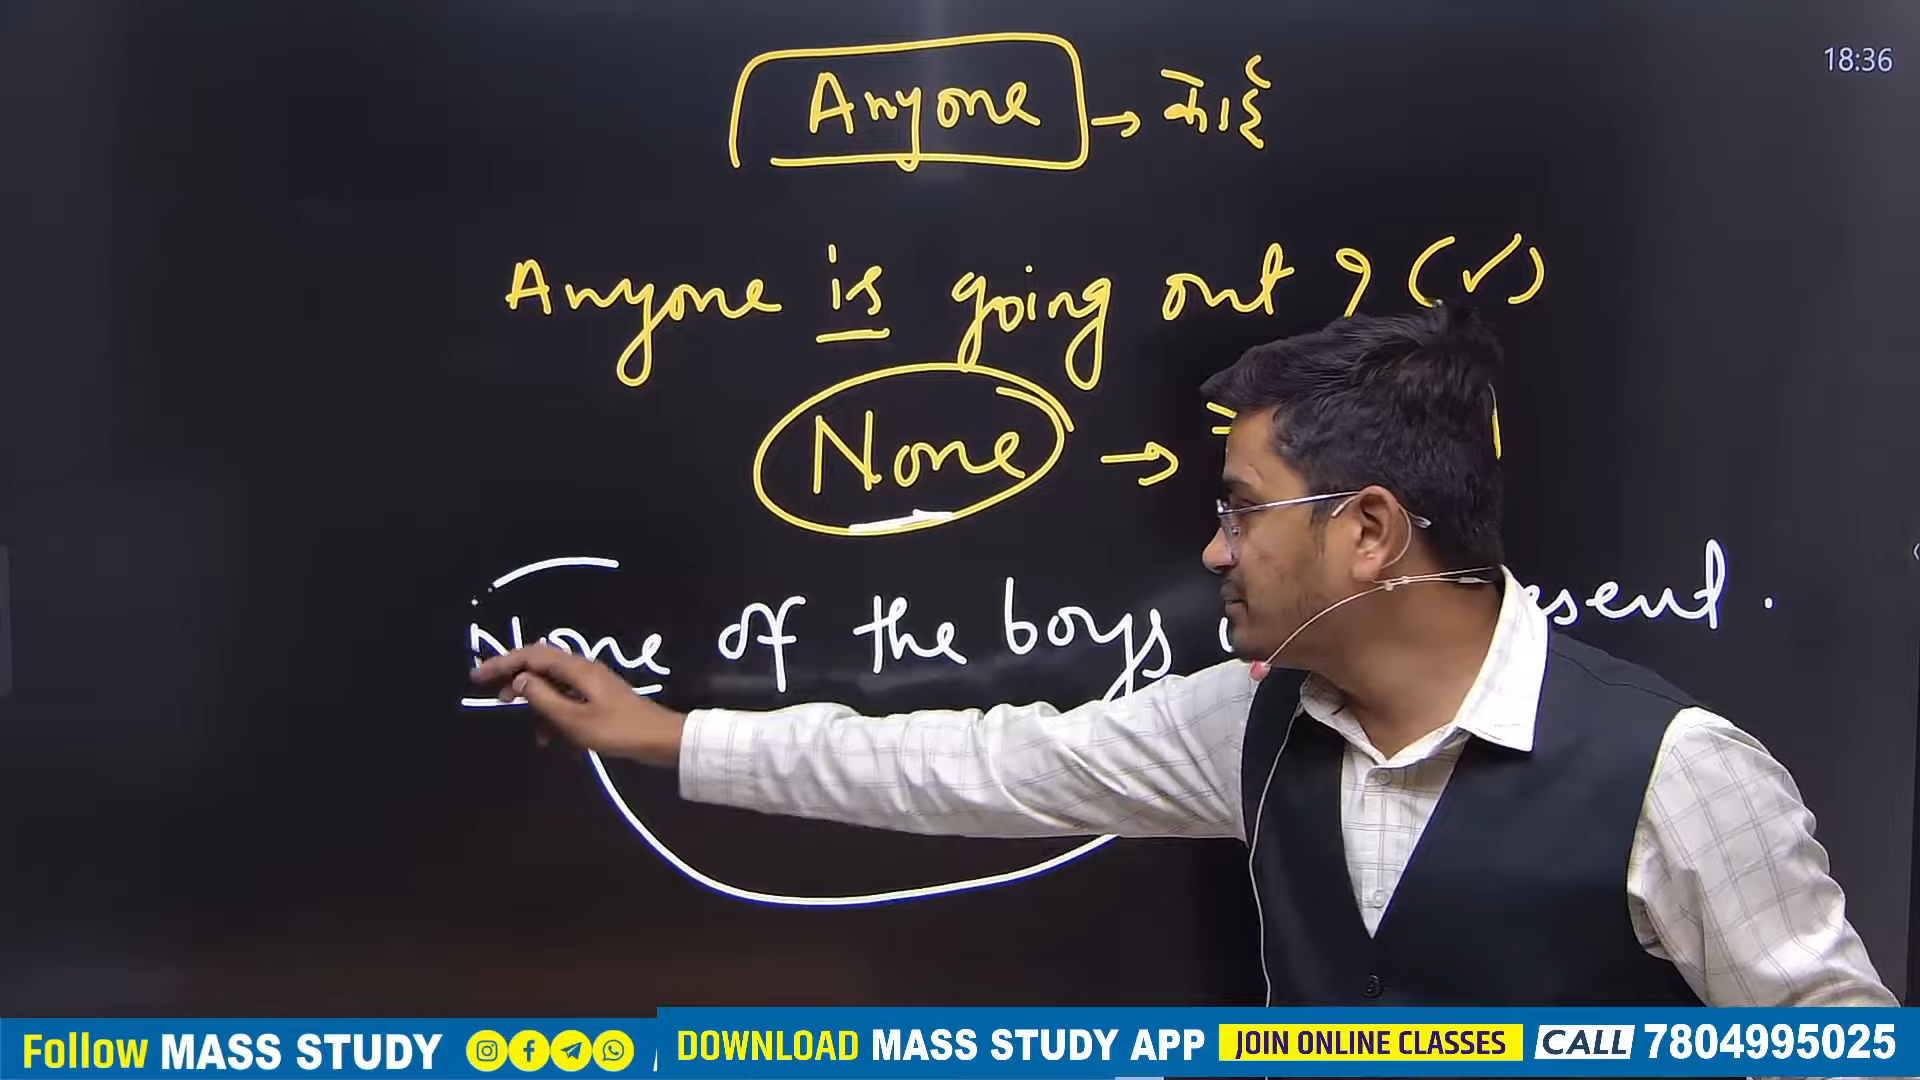 18:36
Anyone → कोई
Anyone is going out ? (✓)
None →
None of the boys esent.
Follow MASS STUDY
DOWNLOAD MASS STUDY APP JOIN ONLINE CLASSES CALL 7804995025